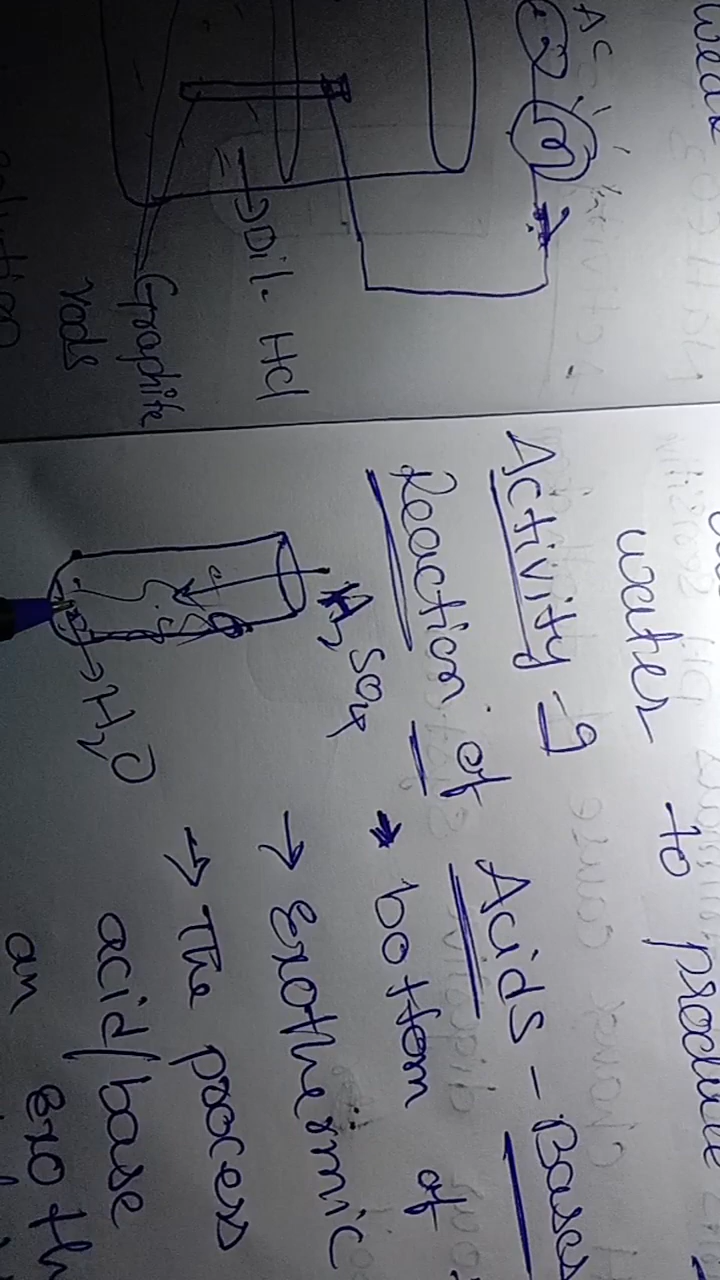 AC
Dil. HCl
Graphite
rods
water to produce
Activity-9
Reaction of Acids - Bases
H2SO4
H2O
bottom of
→ Exothermic
→ The process
acid/base
an exoth